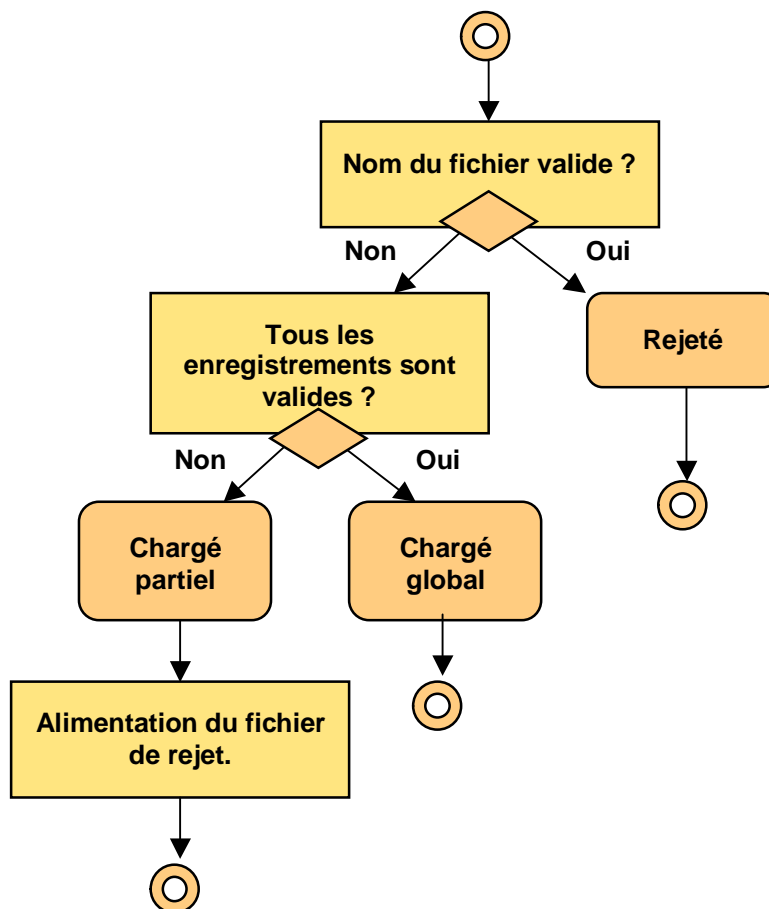 Nom du fichier valide ?
Non
Oui
Tous les
enregistrements sont
valides ?
Rejeté
Non
Oui
Chargé
partiel
Chargé
global
Alimentation du fichier
de rejet.